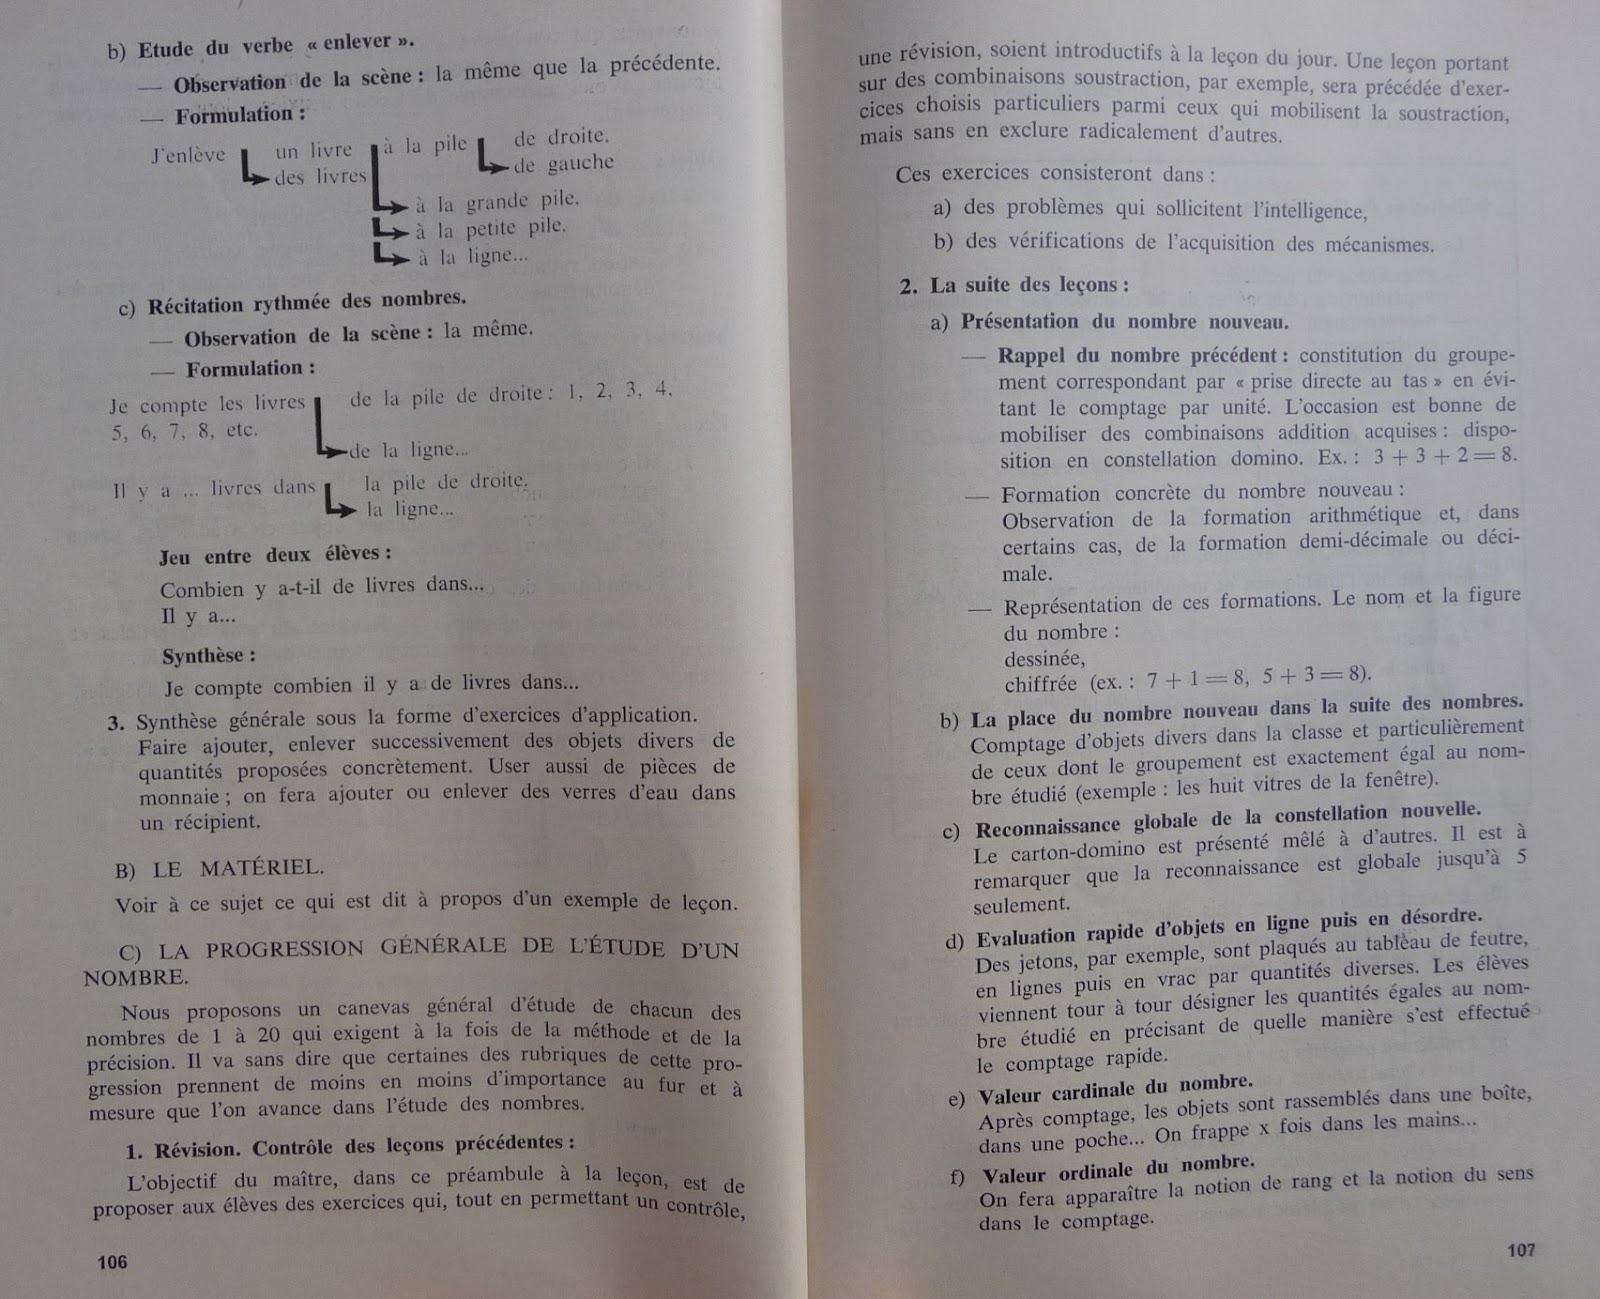 b) Etude du verbe « enlever ».
— Observation de la scène : la même que la précédente.
— Formulation :
J'enlève un livre à la pile de droite.
des livres de gauche
à la grande pile.
à la petite pile.
à la ligne...
c) Récitation rythmée des nombres.
— Observation de la scène : la même.
— Formulation :
Je compte les livres de la pile de droite : 1, 2, 3, 4,
5, 6, 7, 8, etc.
de la ligne...
Il y a ... livres dans la pile de droite.
la ligne...
Jeu entre deux élèves :
Combien y a-t-il de livres dans...
Il y a...
Synthèse :
Je compte combien il y a de livres dans...
3. Synthèse générale sous la forme d'exercices d'application.
Faire ajouter, enlever successivement des objets divers de
quantités proposées concrètement. User aussi de pièces de
monnaie ; on fera ajouter ou enlever des verres d'eau dans
un récipient.
B) LE MATÉRIEL.
Voir à ce sujet ce qui est dit à propos d'un exemple de leçon.
C) LA PROGRESSION GÉNÉRALE DE L'ÉTUDE D'UN
NOMBRE.
Nous proposons un canevas général d'étude de chacun des
nombres de 1 à 20 qui exigent à la fois de la méthode et de la
précision. Il va sans dire que certaines des rubriques de cette pro-
gression prennent de moins en moins d'importance au fur et à
mesure que l'on avance dans l'étude des nombres.
1. Révision. Contrôle des leçons précédentes :
L'objectif du maître, dans ce préambule à la leçon, est de
proposer aux élèves des exercices qui, tout en permettant un contrôle,
106
une révision, soient introductifs à la leçon du jour. Une leçon portant
sur des combinaisons soustraction, par exemple, sera précédée d'exer-
cices choisis particuliers parmi ceux qui mobilisent la soustraction,
mais sans en exclure radicalement d'autres.
Ces exercices consisteront dans :
a) des problèmes qui sollicitent l'intelligence,
b) des vérifications de l'acquisition des mécanismes.
2. La suite des leçons :
a) Présentation du nombre nouveau.
— Rappel du nombre précédent : constitution du groupe-
ment correspondant par « prise directe au tas » en évi-
tant le comptage par unité. L'occasion est bonne de
mobiliser des combinaisons addition acquises : dispo-
sition en constellation domino. Ex. : 3 + 3 + 2 = 8.
— Formation concrète du nombre nouveau :
Observation de la formation arithmétique et, dans
certains cas, de la formation demi-décimale ou déci-
male.
— Représentation de ces formations. Le nom et la figure
du nombre :
dessinée,
chiffrée (ex. : 7 + 1 = 8, 5 + 3 = 8).
b) La place du nombre nouveau dans la suite des nombres.
Comptage d'objets divers dans la classe et particulièrement
de ceux dont le groupement est exactement égal au nom-
bre étudié (exemple : les huit vitres de la fenêtre).
c) Reconnaissance globale de la constellation nouvelle.
Le carton-domino est présenté mêlé à d'autres. Il est à
remarquer que la reconnaissance est globale jusqu'à 5
seulement.
d) Evaluation rapide d'objets en ligne puis en désordre.
Des jetons, par exemple, sont plaqués au tableau de feutre,
en lignes puis en vrac par quantités diverses. Les élèves
viennent tour à tour désigner les quantités égales au nom-
bre étudié en précisant de quelle manière s'est effectué
le comptage rapide.
e) Valeur cardinale du nombre.
Après comptage, les objets sont rassemblés dans une boîte,
dans une poche... On frappe x fois dans les mains...
f) Valeur ordinale du nombre.
On fera apparaître la notion de rang et la notion du sens
dans le comptage.
107